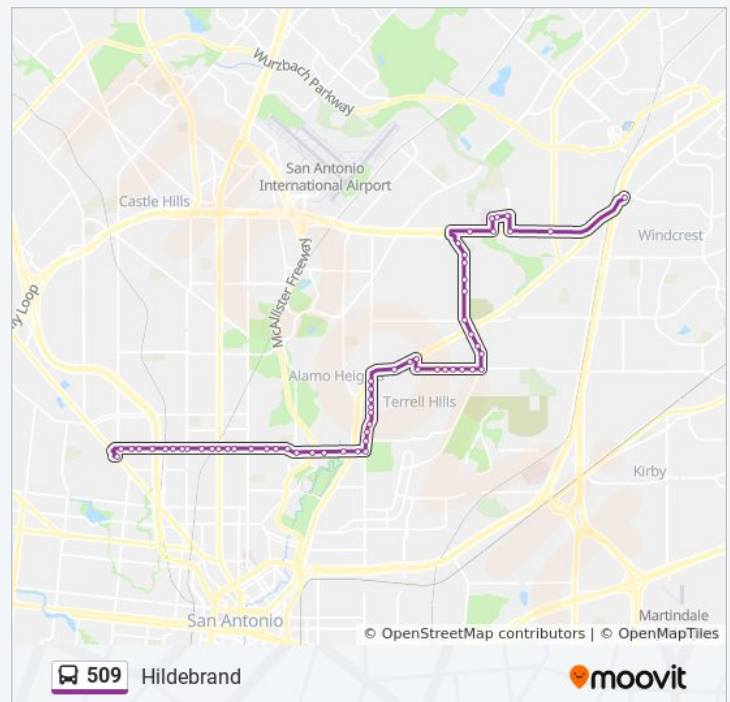 Wurzbach Parkway
San Antonio
International Airport
Castle Hills
Windcrest
McAllister Freeway
y Loop
Alamo Heig
Terrell Hills
Kirby
San Antonio
Martindale
© OpenStreetMap contributors | © OpenMapTiles
509 Hildebrand
moovit